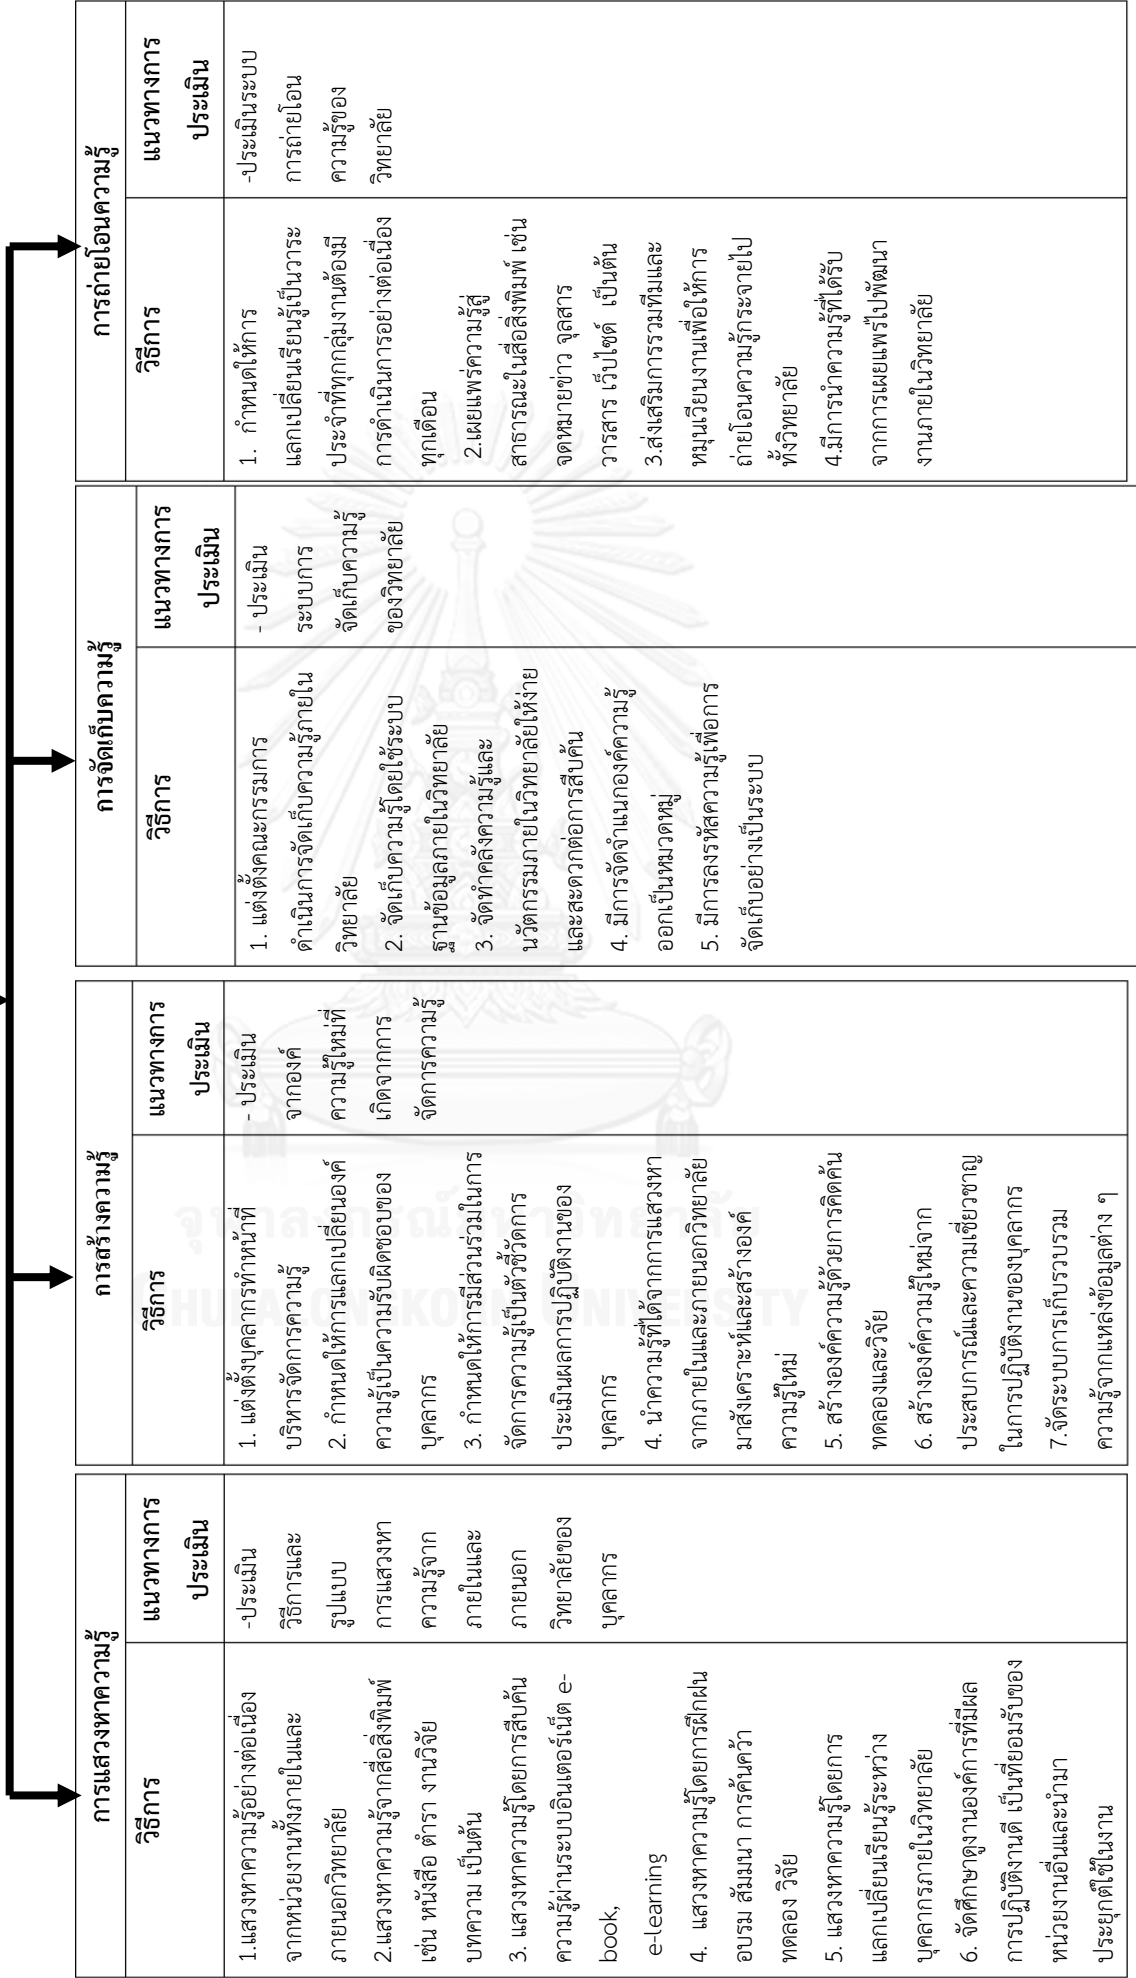 การแสวงหาความรู้
วิธีการ
แนวทางการ
ประเมิน
1.แสวงหาความรู้อย่างต่อเนื่อง
จากหน่วยงานทั้งภายในและ
ภายนอกวิทยาลัย
2.แสวงหาความรู้จากสื่อสิ่งพิมพ์
เช่น หนังสือ ตำรา งานวิจัย
บทความ เป็นต้น
3. แสวงหาความรู้โดยการสืบค้น
ความรู้ผ่านระบบอินเตอร์เน็ต e-
book,
e-learning
4. แสวงหาความรู้โดยการฝึกฝน
อบรม สัมมนา การค้นคว้า
ทดลอง วิจัย
5. แสวงหาความรู้โดยการ
แลกเปลี่ยนเรียนรู้ระหว่าง
บุคลากรภายในวิทยาลัย
6. จัดศึกษาดูงานองค์การที่มีผล
การปฏิบัติงานดี เป็นที่ยอมรับของ
หน่วยงานอื่นและนำมา
ประยุกต์ใช้ในงาน
-ประเมิน
วิธีการและ
รูปแบบ
การแสวงหา
ความรู้จาก
ภายในและ
ภายนอก
วิทยาลัยของ
บุคลากร
การสร้างความรู้
วิธีการ
แนวทางการ
ประเมิน
1. แต่งตั้งบุคลากรทำหน้าที่
บริหารจัดการความรู้
2. กำหนดให้การแลกเปลี่ยนองค์
ความรู้เป็นความรับผิดชอบของ
บุคลากร
3. กำหนดให้การมีส่วนร่วมในการ
จัดการความรู้เป็นตัวชี้วัดการ
ประเมินผลการปฏิบัติงานของ
บุคลากร
4. นำความรู้ที่ได้จากการแสวงหา
จากภายในและภายนอกวิทยาลัย
มาสังเคราะห์และสร้างองค์
ความรู้ใหม่
5. สร้างองค์ความรู้ด้วยการคิดค้น
ทดลองและวิจัย
6. สร้างองค์ความรู้ใหม่จาก
ประสบการณ์และความเชี่ยวชาญ
ในการปฏิบัติงานของบุคลากร
7.จัดระบบการเก็บรวบรวม
ความรู้จากแหล่งข้อมูลต่าง ๆ
- ประเมิน
จากองค์
ความรู้ใหม่ที่
เกิดจากการ
จัดการความรู้
การจัดเก็บความรู้
วิธีการ
แนวทางการ
ประเมิน
1. แต่งตั้งคณะกรรมการ
ดำเนินการจัดเก็บความรู้ภายใน
วิทยาลัย
2. จัดเก็บความรู้โดยใช้ระบบ
ฐานข้อมูลภายในวิทยาลัย
3. จัดทำคลังความรู้และ
นวัตกรรมภายในวิทยาลัยให้ง่าย
และสะดวกต่อการสืบค้น
4. มีการจัดจำแนกองค์ความรู้
ออกเป็นหมวดหมู่
5. มีการลงรหัสความรู้เพื่อการ
จัดเก็บอย่างเป็นระบบ
- ประเมิน
ระบบการ
จัดเก็บความรู้
ของวิทยาลัย
การถ่ายโอนความรู้
วิธีการ
แนวทางการ
ประเมิน
1. กำหนดให้การ
แลกเปลี่ยนเรียนรู้เป็นวาระ
ประจำที่ทุกกลุ่มงานต้องมี
การดำเนินการอย่างต่อเนื่อง
ทุกเดือน
2.เผยแพร่ความรู้สู่
สาธารณะในสื่อสิ่งพิมพ์ เช่น
จดหมายข่าว จุลสาร
วารสาร เว็บไซต์ เป็นต้น
3.ส่งเสริมการรวมทีมและ
หมุนเวียนงานเพื่อให้การ
ถ่ายโอนความรู้กระจายไป
ทั้งวิทยาลัย
4.มีการนำความรู้ที่ได้รับ
จากการเผยแพร่ไปพัฒนา
งานภายในวิทยาลัย
-ประเมินระบบ
การถ่ายโอน
ความรู้ของ
วิทยาลัย
จุฬาลงกรณ์มหาวิทยาลัย
HULALONGKORN UNIVERSITY